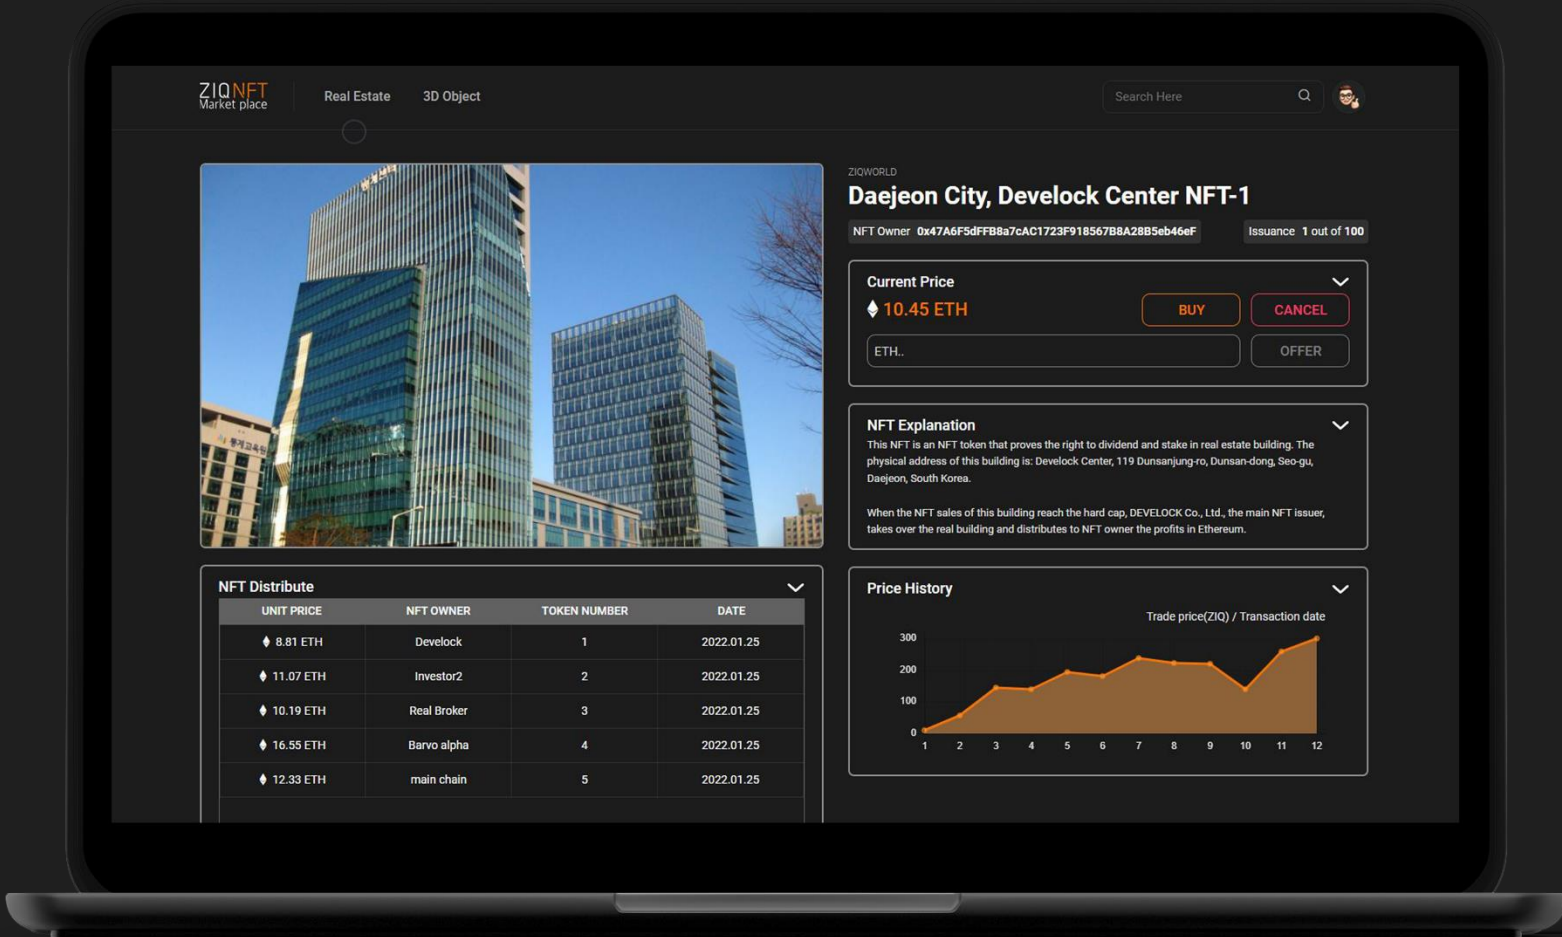 ZIQNFT
Market place
Real Estate
3D Object
Search Here
ZIQWORLD
Daejeon City, Develock Center NFT-1
NFT Owner 0x47A6F5dFFB8a7cAC1723F918567B8A28B5eb46eF
Issuance 1 out of 100
Current Price
10.45 ETH
BUY
CANCEL
ETH..
OFFER
NFT Explanation
This NFT is an NFT token that proves the right to dividend and stake in real estate building. The
physical address of this building is: Develock Center, 119 Dunsanjung-ro, Dunsan-dong, Seo-gu,
Daejeon, South Korea.
When the NFT sales of this building reach the hard cap, DEVELOCK Co., Ltd., the main NFT issuer,
takes over the real building and distributes to NFT owner the profits in Ethereum.
NFT Distribute
UNIT PRICE NFT OWNER TOKEN NUMBER DATE
8.81 ETH Develock 1 2022.01.25
11.07 ETH Investor2 2 2022.01.25
10.19 ETH Real Broker 3 2022.01.25
16.55 ETH Barvo alpha 4 2022.01.25
12.33 ETH main chain 5 2022.01.25
Price History
Trade price(ZIQ) / Transaction date
300
200
100
0
1 2 3 4 5 6 7 8 9 10 11 12